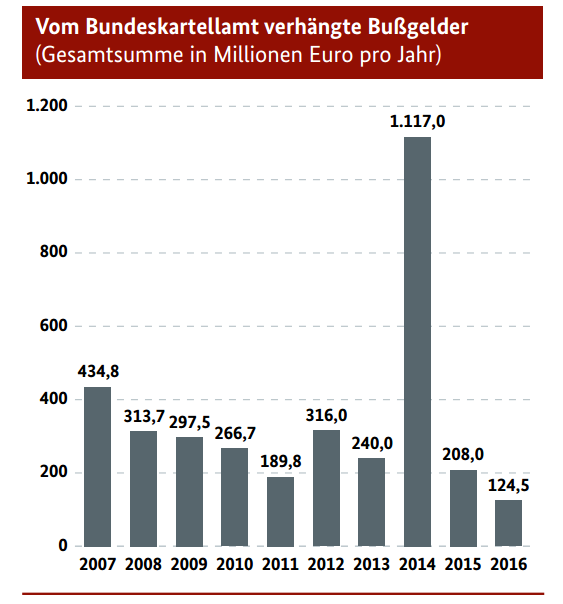 Vom Bundeskartellamt verhängte Bußgelder
(Gesamtsumme in Millionen Euro pro Jahr)
1.200
1.117,0
1.000
800
600
434,8
400
313,7 297,5 266,7 189,8 316,0 240,0 208,0 124,5
200
0
2007 2008 2009 2010 2011 2012 2013 2014 2015 2016